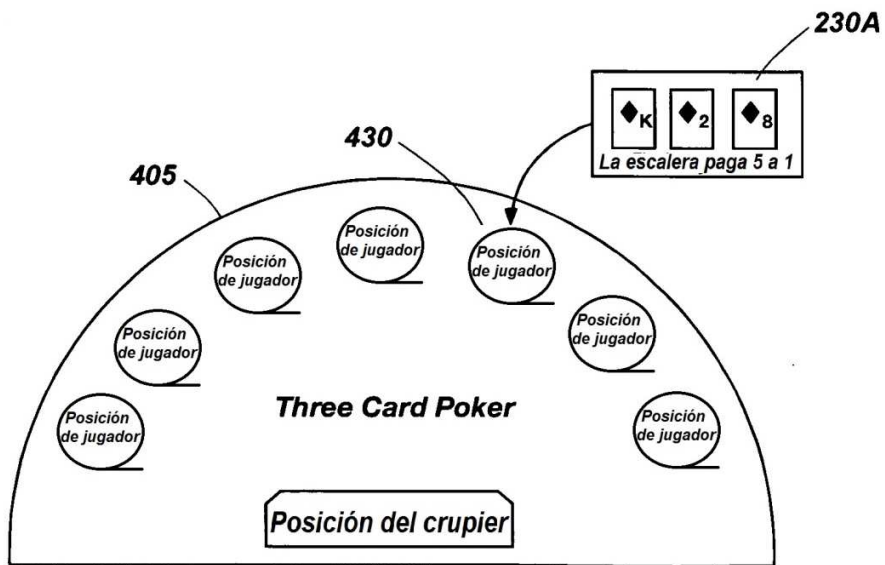 230A
◆K ◆2 ◆8
La escalera paga 5 a 1
430
405
Posición
de jugador
Posición
de jugador
Posición
de jugador
Posición
de jugador
Posición
de jugador
Posición
de jugador
Posición
de jugador
Three Card Poker
Posición del crupier